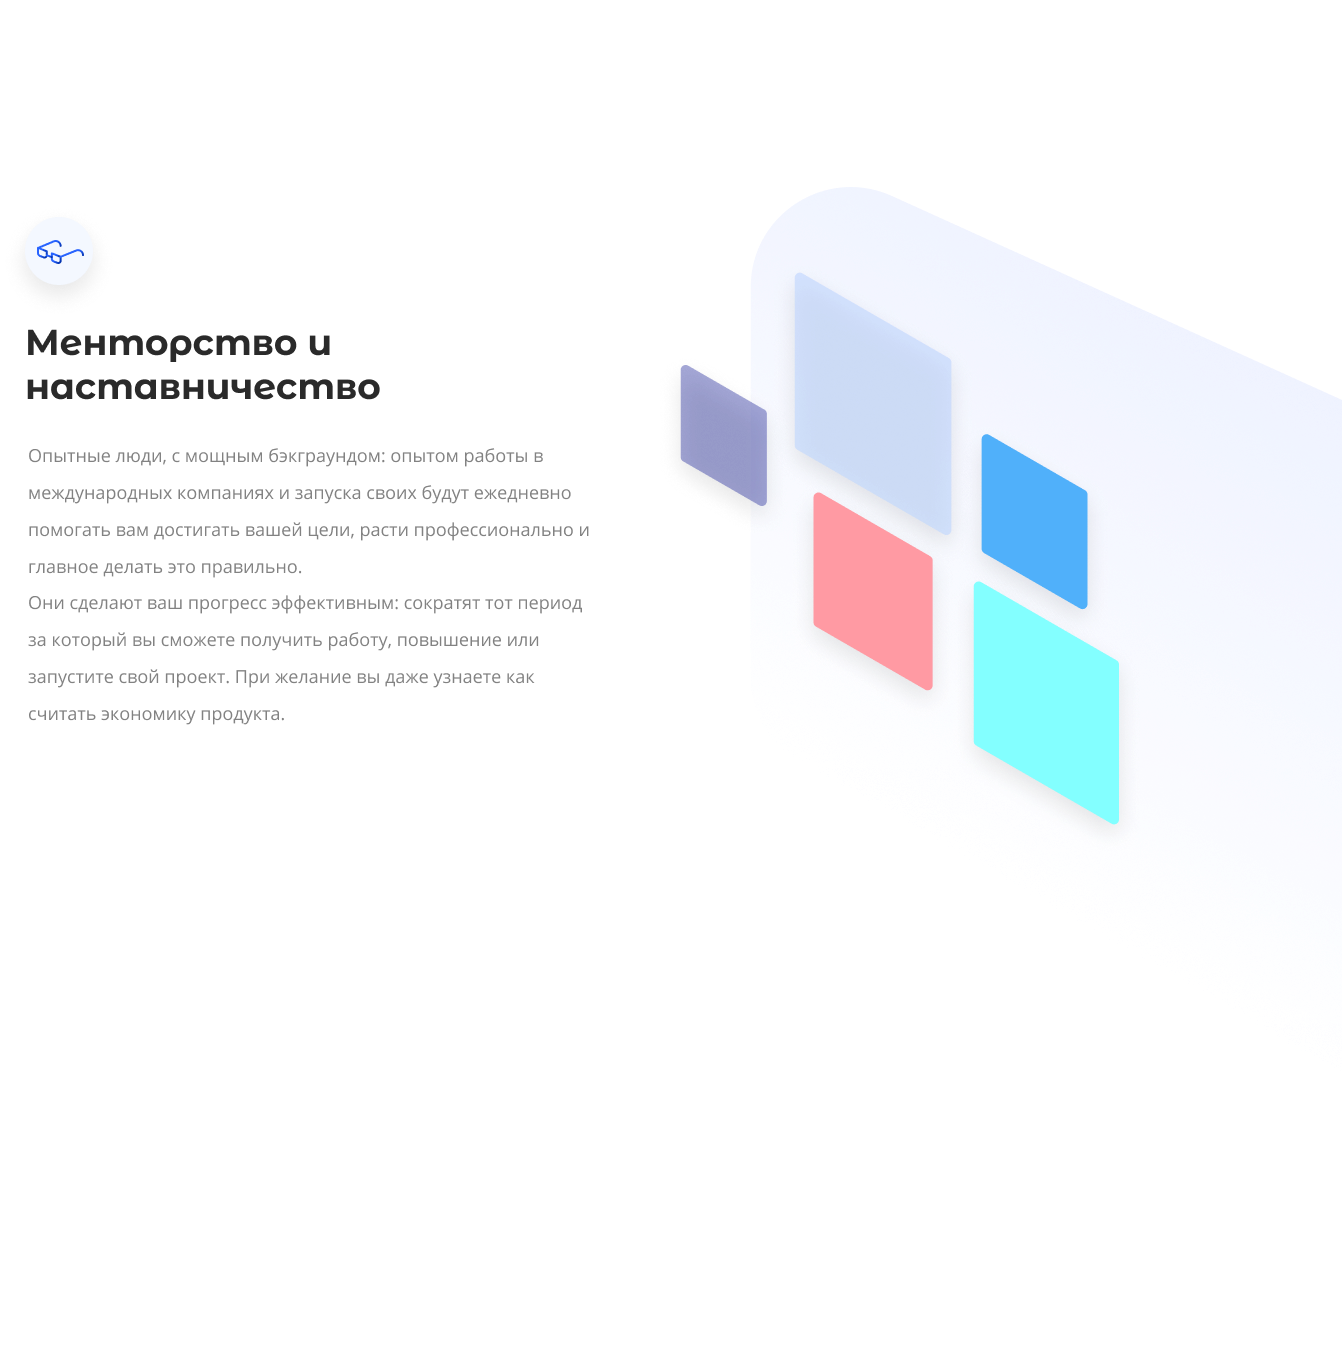 Менторство и
наставничество
Опытные люди, с мощным бэкграундом: опытом работы в
международных компаниях и запуска своих будут ежедневно
помогать вам достигать вашей цели, расти профессионально и
главное делать это правильно.
Они сделают ваш прогресс эффективным: сократят тот период
за который вы сможете получить работу, повышение или
запустите свой проект. При желание вы даже узнаете как
считать экономику продукта.